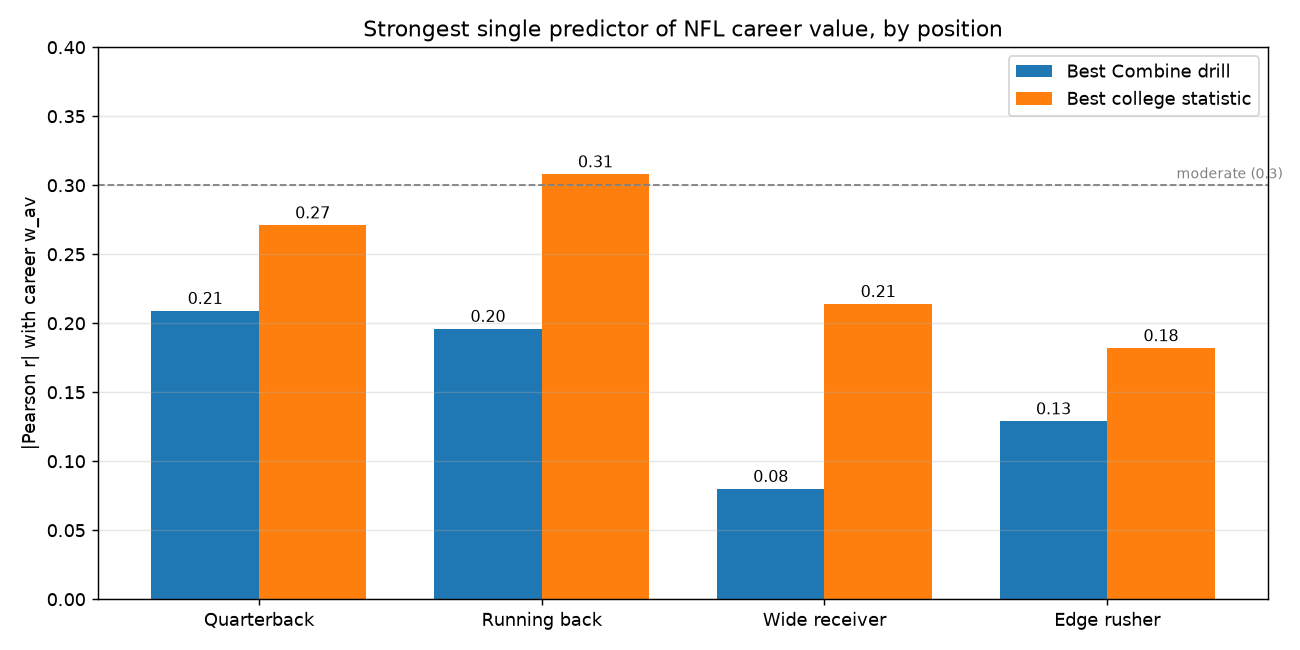 Strongest single predictor of NFL career value, by position
Best Combine drill
Best college statistic
|Pearson r| with career w_av
0.40
0.35
0.30
0.25
0.20
0.15
0.10
0.05
0.00
moderate (0.3)
0.21
0.27
0.20
0.31
0.08
0.21
0.13
0.18
Quarterback
Running back
Wide receiver
Edge rusher